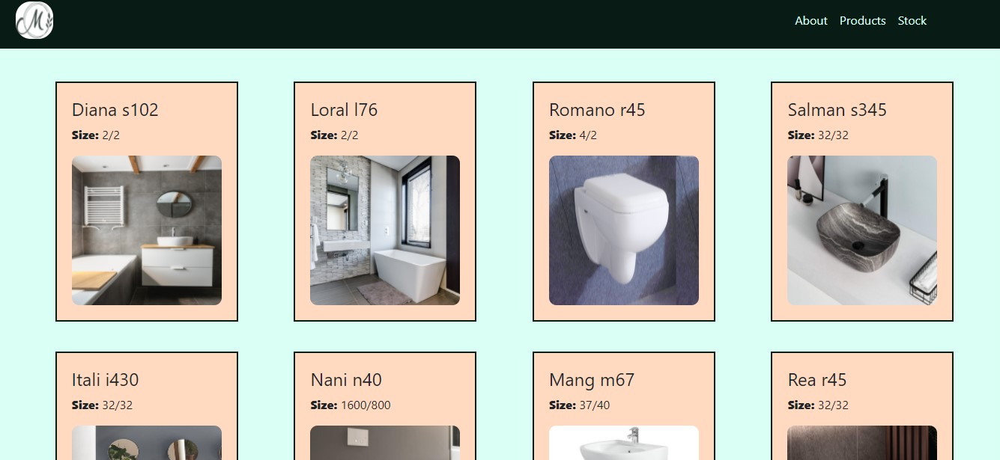 M
About Products Stock
Diana s102
Size: 2/2
Loral l76
Size: 2/2
Romano r45
Size: 4/2
Salman s345
Size: 32/32
Itali i430
Size: 32/32
Nani n40
Size: 1600/800
Mang m67
Size: 37/40
Rea r45
Size: 32/32